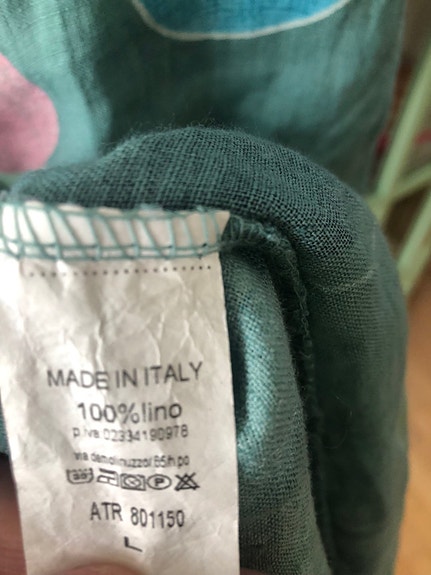 MADE IN ITALY
100%lino
p.iva 02334190978
ATR 801150
L